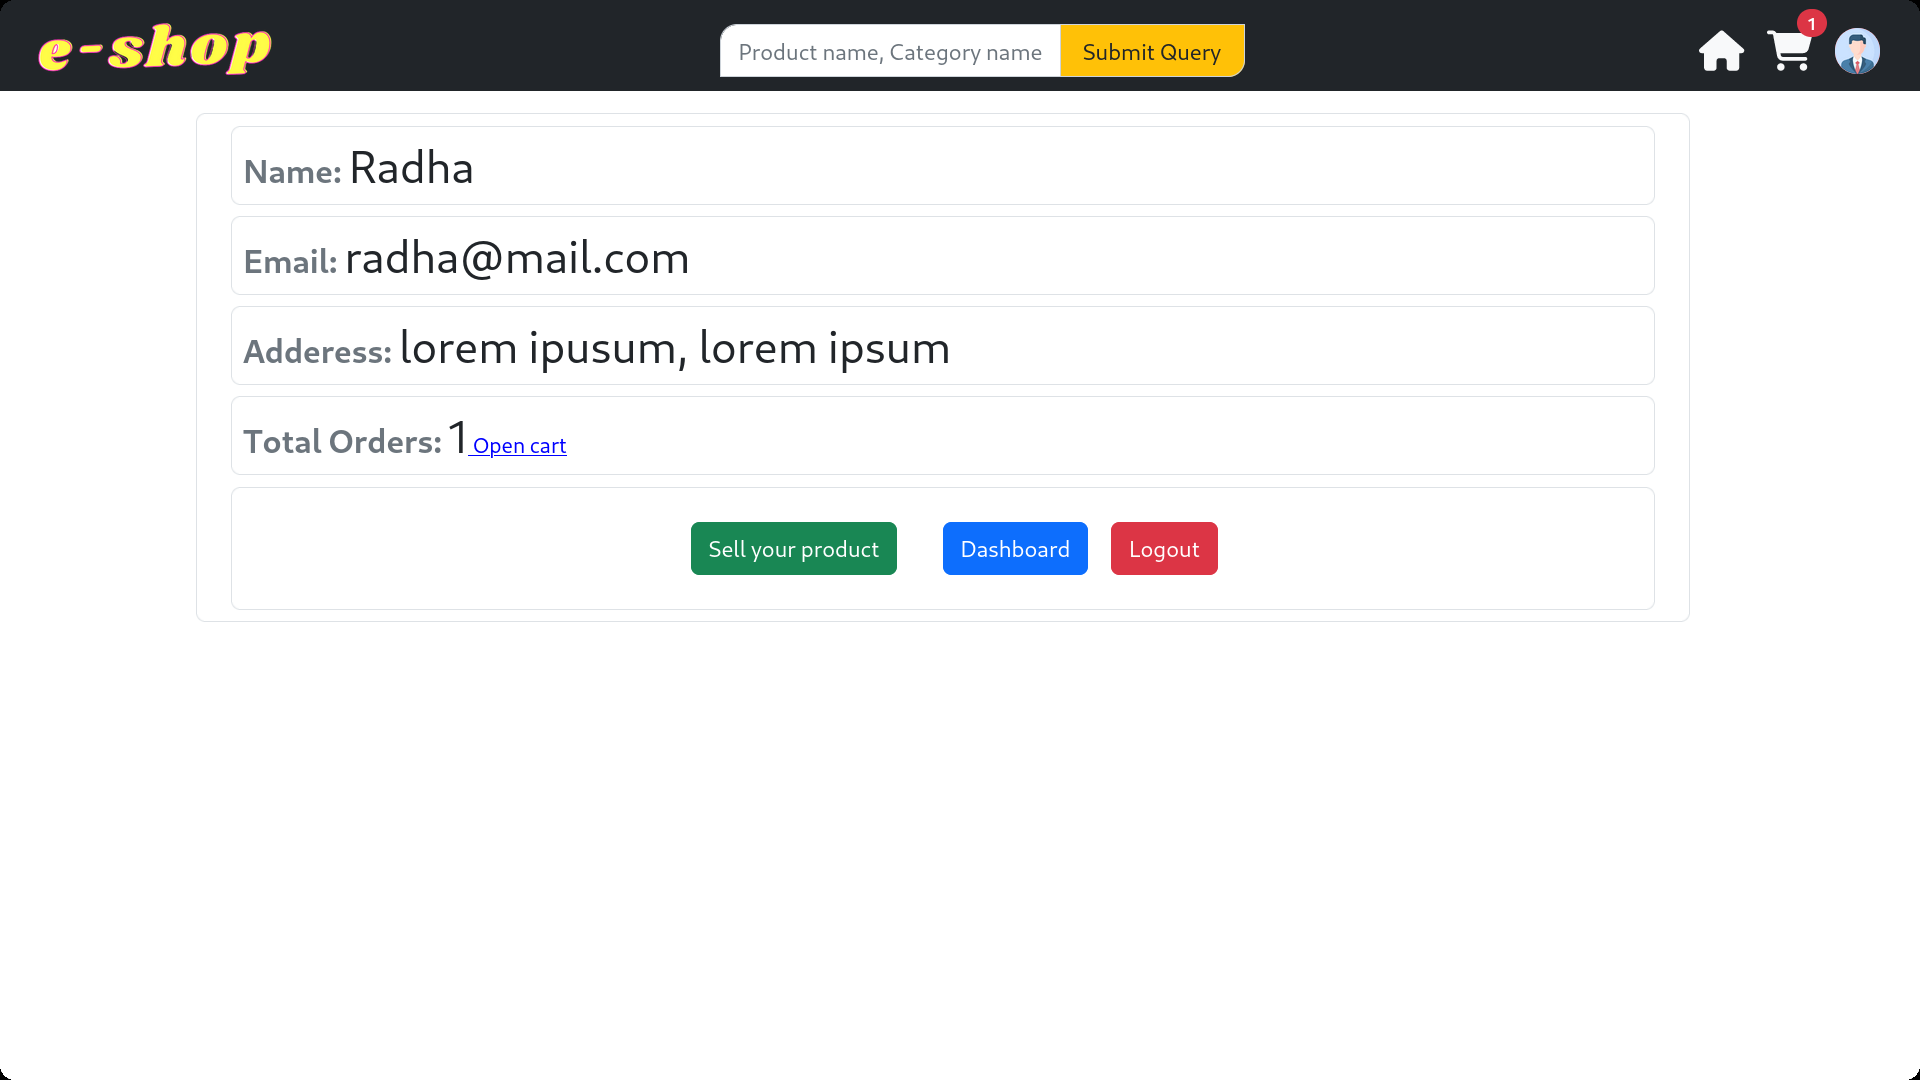 e-shop
Product name, Category name Submit Query
1
Name: Radha
Email: radha@mail.com
Adderess: lorem ipusum, lorem ipsum
Total Orders: 1 Open cart
Sell your product Dashboard Logout